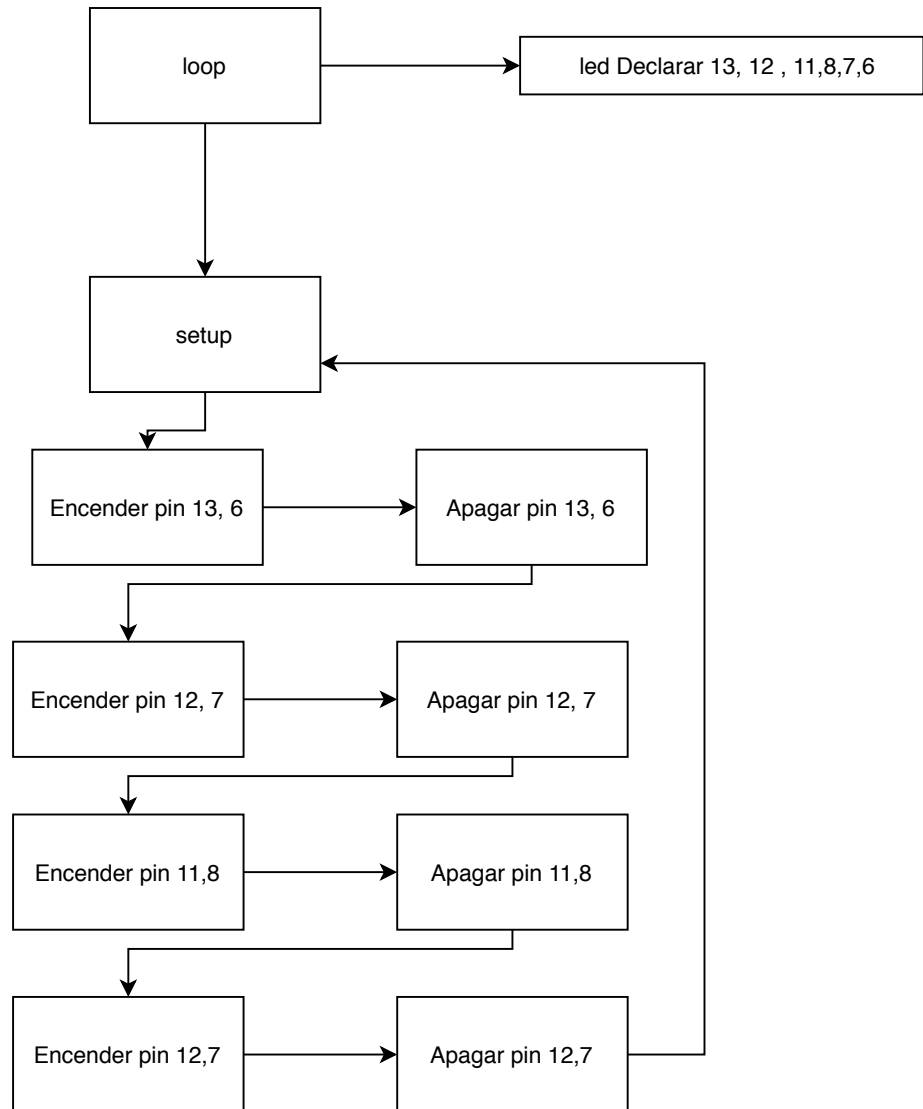 loop
led Declarar 13, 12 , 11,8,7,6
setup
Encender pin 13, 6
Apagar pin 13, 6
Encender pin 12, 7
Apagar pin 12, 7
Encender pin 11,8
Apagar pin 11,8
Encender pin 12,7
Apagar pin 12,7